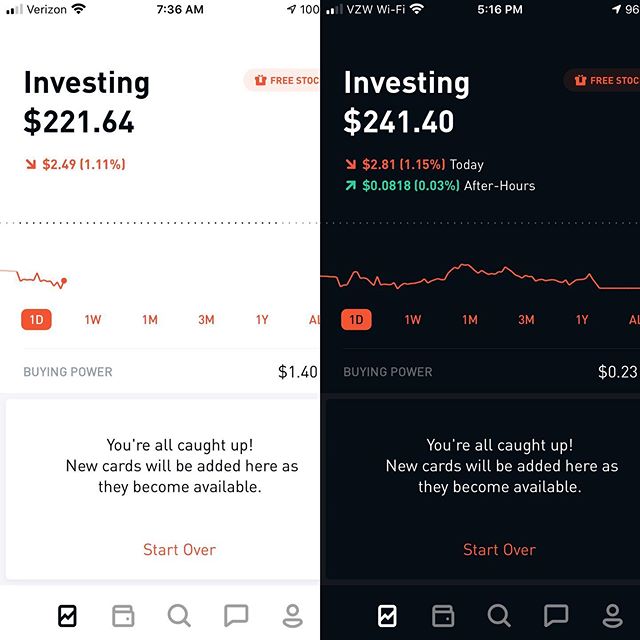 Verizon 7:36 AM 100
Investing
FREE STOC
$221.64
$2.49 (1.11%)
1D 1W 1M 3M 1Y AL
BUYING POWER $1.40
You're all caught up!
New cards will be added here as
they become available.
Start Over
VZW Wi-Fi 5:16 PM 96
Investing
FREE STOC
$241.40
$2.81 (1.15%) Today
$0.0818 (0.03%) After-Hours
1D 1W 1M 3M 1Y AL
BUYING POWER $0.23
You're all caught up!
New cards will be added here as
they become available.
Start Over